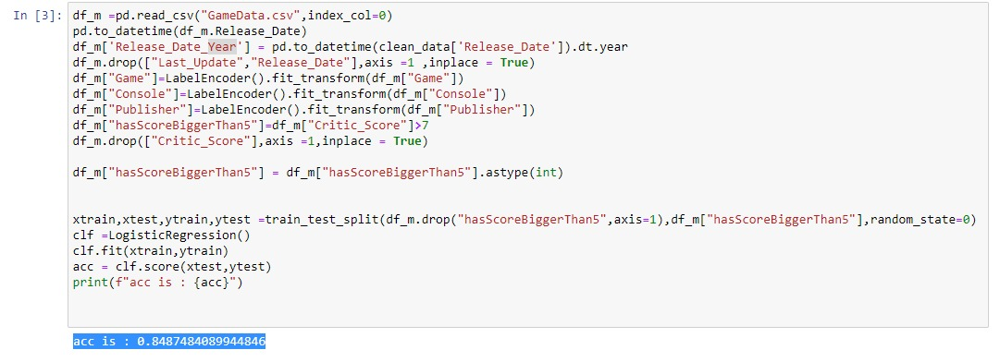 In [3]: df_m =pd.read_csv("GameData.csv",index_col=0)
pd.to_datetime(df_m.Release_Date)
df_m['Release_Date_Year'] = pd.to_datetime(clean_data['Release_Date']).dt.year
df_m.drop(["Last_Update","Release_Date"],axis =1 ,inplace = True)
df_m["Game"]=LabelEncoder().fit_transform(df_m["Game"])
df_m["Console"]=LabelEncoder().fit_transform(df_m["Console"])
df_m["Publisher"]=LabelEncoder().fit_transform(df_m["Publisher"])
df_m["hasScoreBiggerThan5"]=df_m["Critic_Score"]>7
df_m.drop(["Critic_Score"],axis =1,inplace = True)
df_m["hasScoreBiggerThan5"] = df_m["hasScoreBiggerThan5"].astype(int)
xtrain,xtest,ytrain,ytest =train_test_split(df_m.drop("hasScoreBiggerThan5",axis=1),df_m["hasScoreBiggerThan5"],random_state=0)
clf =LogisticRegression()
clf.fit(xtrain,ytrain)
acc = clf.score(xtest,ytest)
print(f"acc is : {acc}")
acc is : 0.8487484089944846